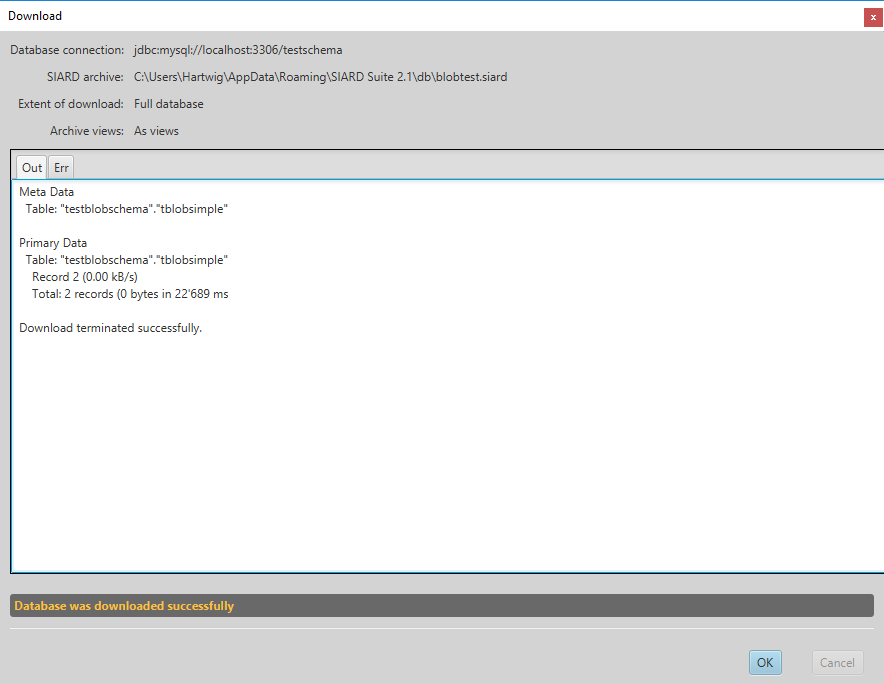 Download
x
Database connection: jdbc:mysql://localhost:3306/testschema
SIARD archive: C:\Users\Hartwig\AppData\Roaming\SIARD Suite 2.1\db\blobtest.siard
Extent of download: Full database
Archive views: As views
Out Err
Meta Data
Table: "testblobschema"."tblobsimple"
Primary Data
Table: "testblobschema"."tblobsimple"
Record 2 (0.00 kB/s)
Total: 2 records (0 bytes in 22'689 ms
Download terminated successfully.
Database was downloaded successfully
OK Cancel